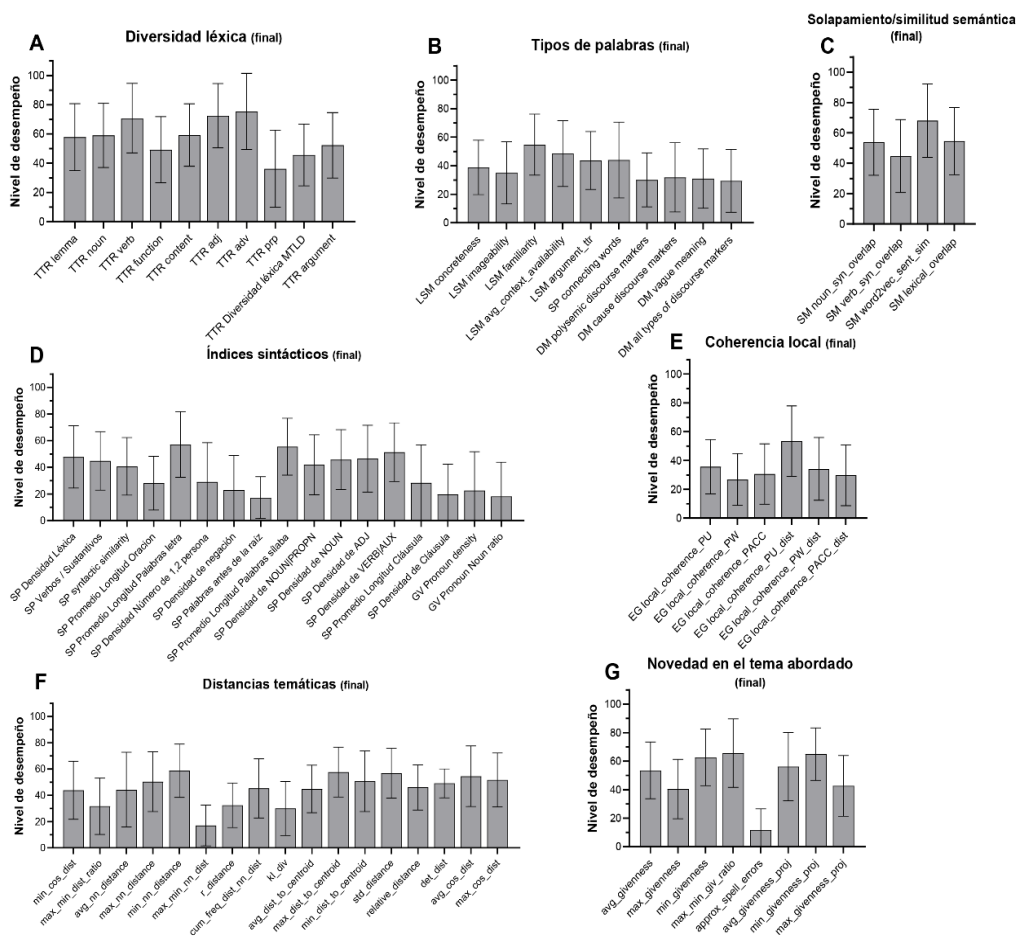 A
Diversidad léxica (final)
Nivel de desempeño
100
80
60
40
20
0
TTR lemma
TTR noun
TTR verb
TTR function
TTR content
TTR adj
TTR adv
TTR prp
TTR Diversidad léxica MTLD
TTR argument
B
Tipos de palabras (final)
Nivel de desempeño
100
80
60
40
20
0
LSM concreteness
LSM imageability
LSM familiarity
LSM avg_context_availability
LSM argument_ttr
SP connecting words
DM polysemic discourse markers
DM cause discourse markers
DM vague meaning
DM all types of discourse markers
Solapamiento/similitud semántica
(final)
C
Nivel de desempeño
100
80
60
40
20
0
SM noun_syn_overlap
SM verb_syn_overlap
SM word2vec_sent_sim
SM lexical_overlap
D
Índices sintácticos (final)
Nivel de desempeño
100
80
60
40
20
0
SP Densidad Léxica
SP Verbos / Sustantivos
SP syntactic similarity
SP Promedio Longitud Oracion
SP Promedio Longitud Palabras letra
SP Densidad Número de 1,2 persona
SP Densidad de negación
SP Palabras antes de la raíz
SP Promedio Longitud Palabras sílaba
SP Densidad de NOUN|PROPN
SP Densidad de NOUN
SP Densidad de ADJ
SP Densidad de VERB|AUX
SP Promedio Longitud Cláusula
SP Densidad de Cláusula
GV Pronoun density
GV Pronoun Noun ratio
E
Coherencia local (final)
Nivel de desempeño
100
80
60
40
20
0
EG local_coherence_PU
EG local_coherence_PW
EG local_coherence_PACC
EG local_coherence_PU_dist
EG local_coherence_PW_dist
EG local_coherence_PACC_dist
F
Distancias temáticas (final)
Nivel de desempeño
100
80
60
40
20
0
min_cos_dist
max_min_dist_ratio
avg_nn_distance
max_nn_distance
min_nn_distance
max_min_nn_dist
r_distance
cum_freq_dist_nn_dist
kl_div
avg_dist_to_centroid
max_dist_to_centroid
min_dist_to_centroid
std_distance
relative_distance
det_dist
avg_cos_dist
max_cos_dist
G
Novedad en el tema abordado
(final)
Nivel de desempeño
100
80
60
40
20
0
avg_givenness
max_givenness
min_givenness
max_min_giv_ratio
approx_spell_errors
avg_givenness_proj
min_givenness_proj
max_givenness_proj